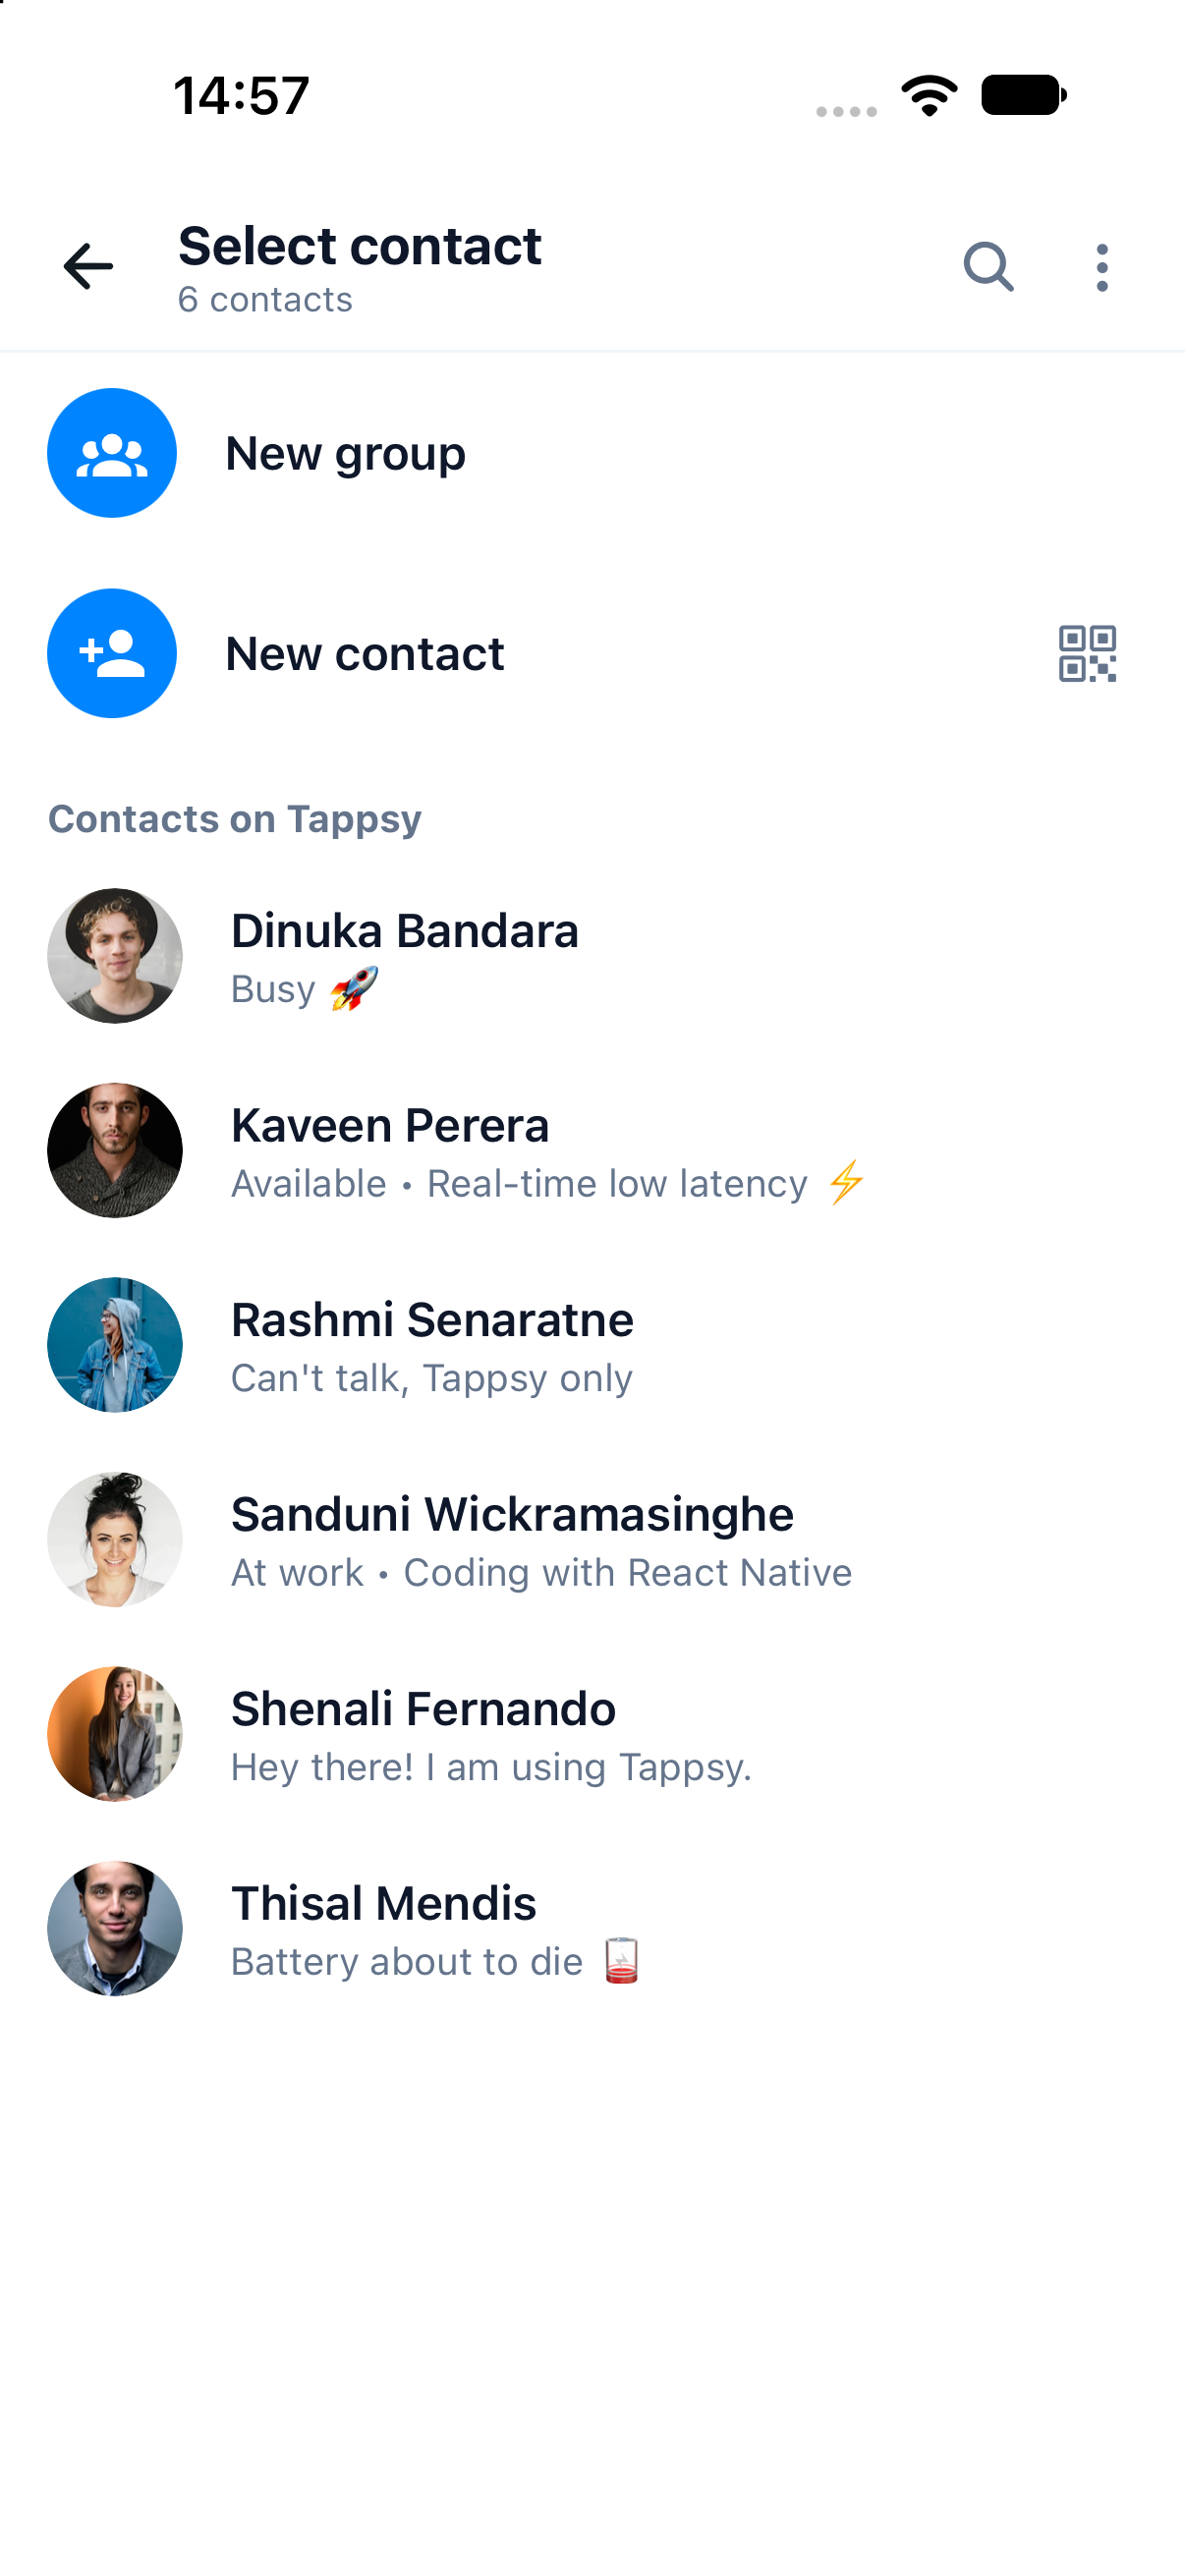 14:57
Select contact
6 contacts
New group
New contact
Contacts on Tappsy
Dinuka Bandara
Busy 🚀
Kaveen Perera
Available • Real-time low latency ⚡
Rashmi Senaratne
Can't talk, Tappsy only
Sanduni Wickramasinghe
At work • Coding with React Native
Shenali Fernando
Hey there! I am using Tappsy.
Thisal Mendis
Battery about to die 🪫